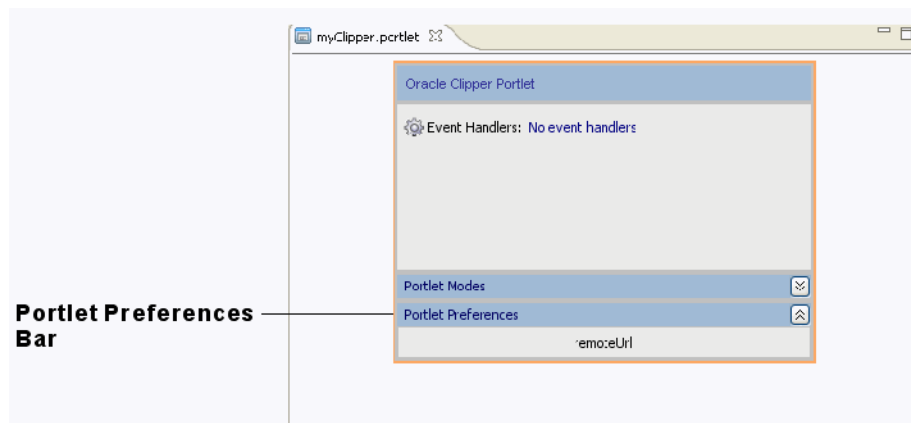 myClipper.portlet
Oracle Clipper Portlet
Event Handlers: No event handlers
Portlet Modes
Portlet Preferences
Bar
Portlet Preferences
remoteUrl